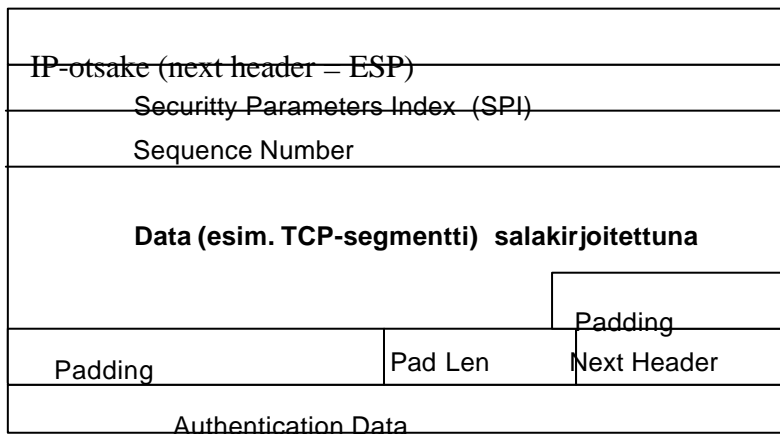 IP-otsake (next header = ESP)
Securitty Parameters Index (SPI)
Sequence Number
Data (esim. TCP-segmentti) salakirjoitettuna
Padding
Padding Pad Len Next Header
Authentication Data